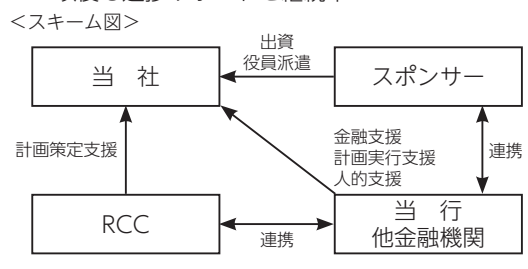 <スキーム図>
出資
役員派遣
当 社
スポンサー
計画策定支援
金融支援
計画実行支援
人的支援
連携
RCC
連携
当 行
他金融機関